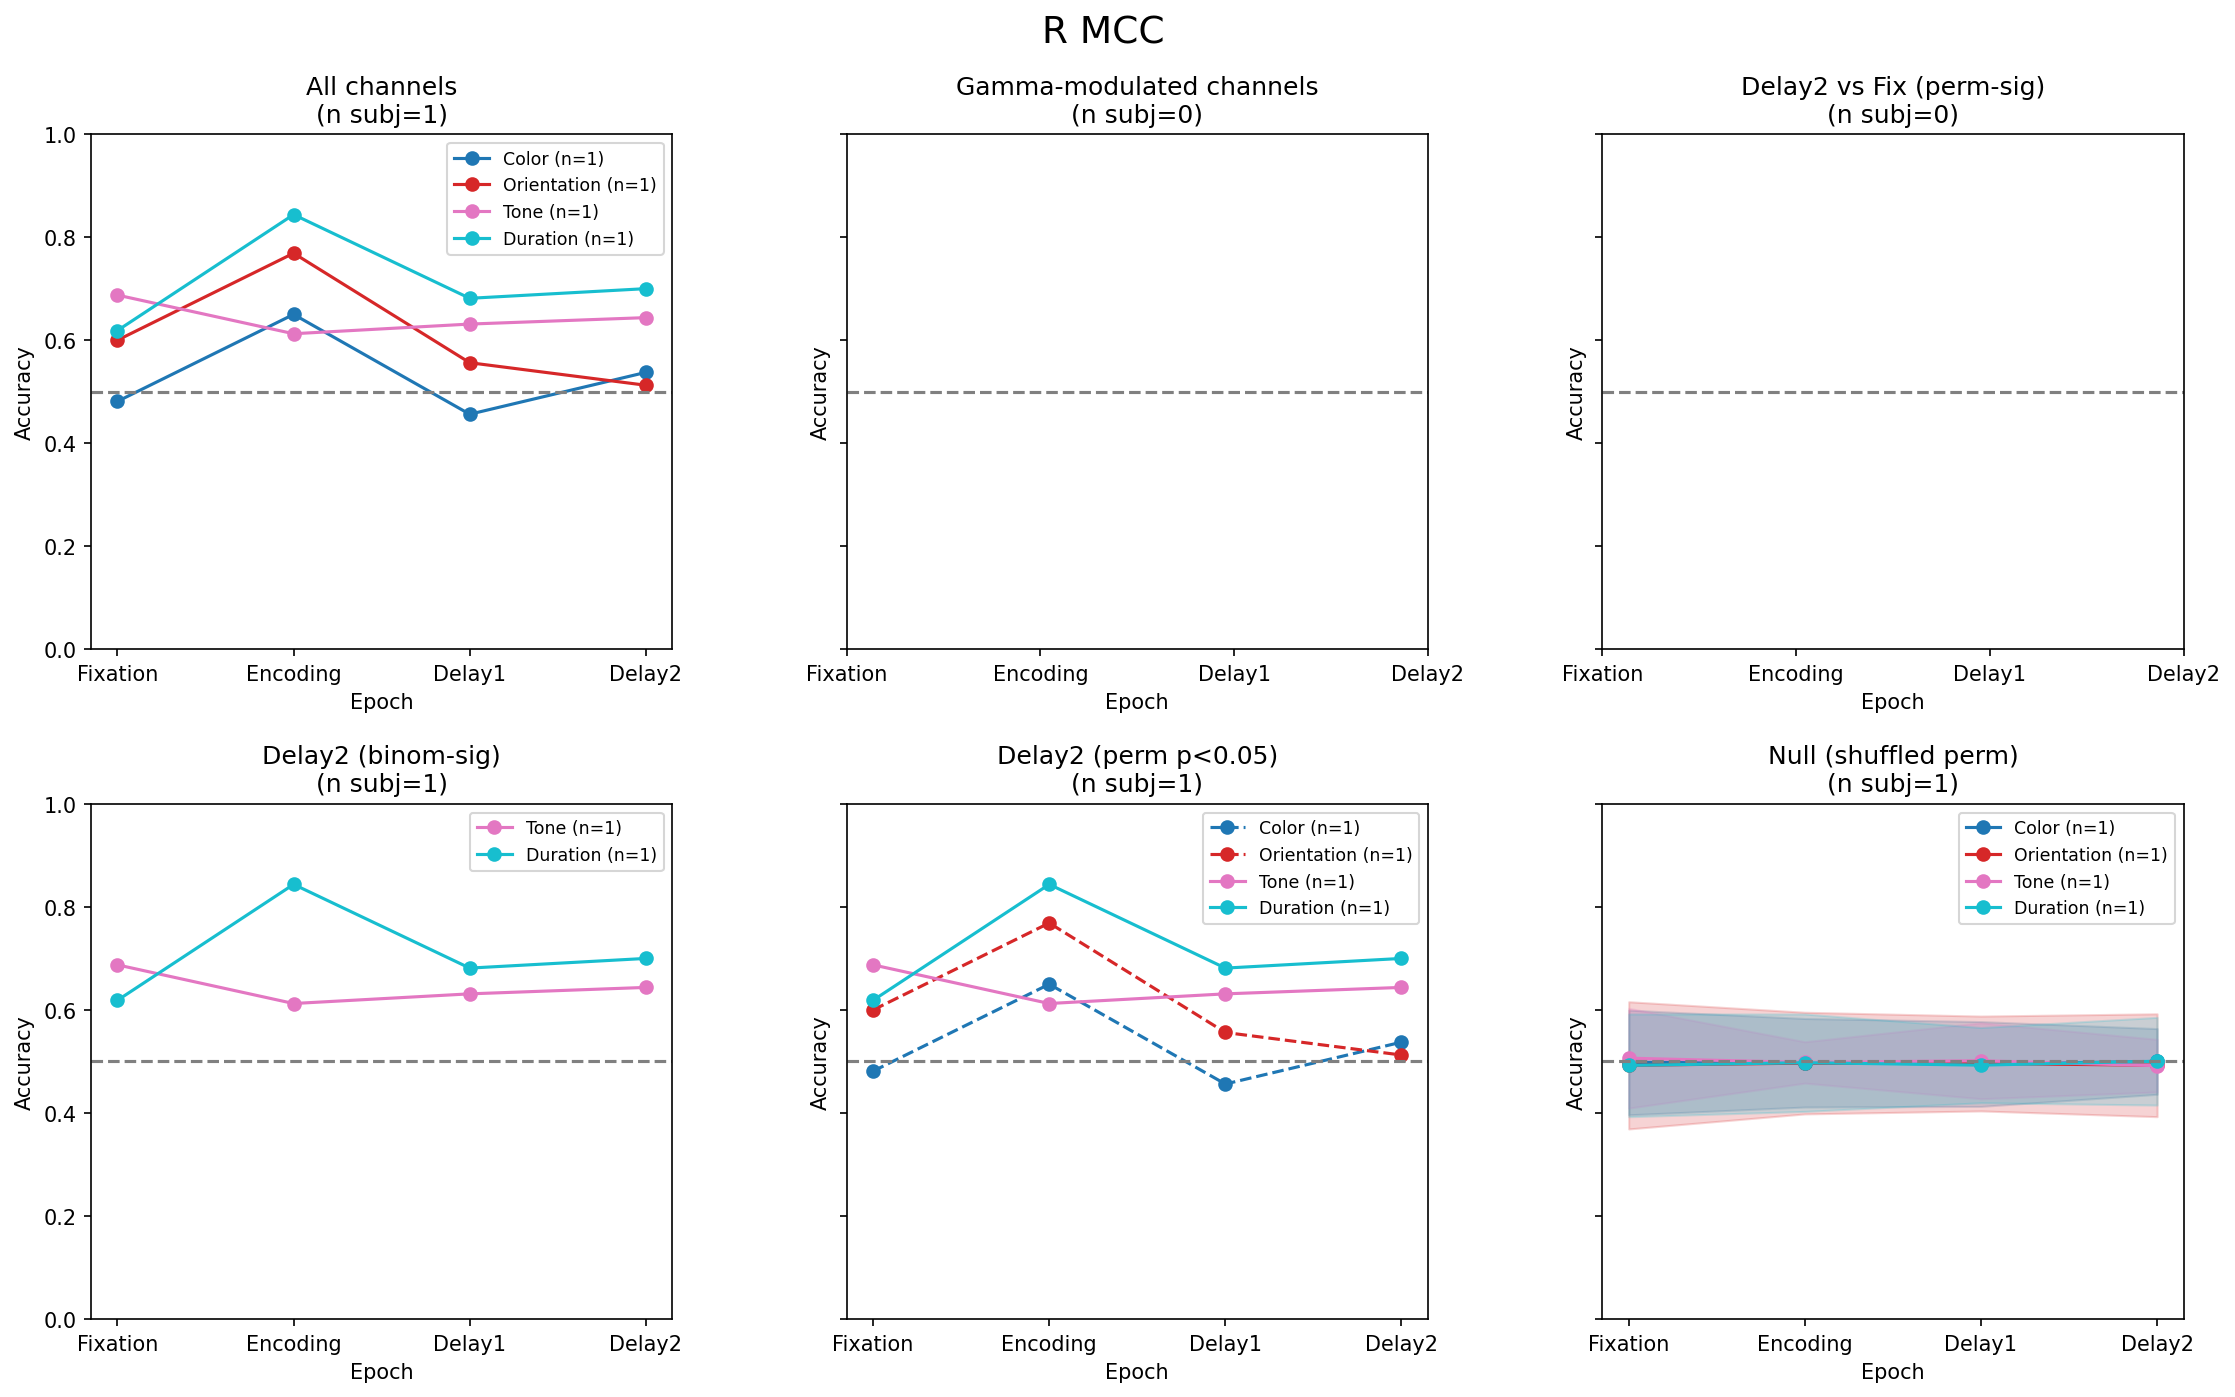 R MCC
All channels
(n subj=1)
Gamma-modulated channels
(n subj=0)
Delay2 vs Fix (perm-sig)
(n subj=0)
1.0
0.8
0.6
0.4
0.2
0.0
Accuracy
Color (n=1)
Orientation (n=1)
Tone (n=1)
Duration (n=1)
Fixation Encoding Delay1 Delay2
Epoch
Accuracy
Fixation Encoding Delay1 Delay2
Epoch
Accuracy
Fixation Encoding Delay1 Delay2
Epoch
Delay2 (binom-sig)
(n subj=1)
Delay2 (perm p<0.05)
(n subj=1)
Null (shuffled perm)
(n subj=1)
1.0
0.8
0.6
0.4
0.2
0.0
Accuracy
Tone (n=1)
Duration (n=1)
Fixation Encoding Delay1 Delay2
Epoch
Accuracy
Color (n=1)
Orientation (n=1)
Tone (n=1)
Duration (n=1)
Fixation Encoding Delay1 Delay2
Epoch
Accuracy
Color (n=1)
Orientation (n=1)
Tone (n=1)
Duration (n=1)
Fixation Encoding Delay1 Delay2
Epoch